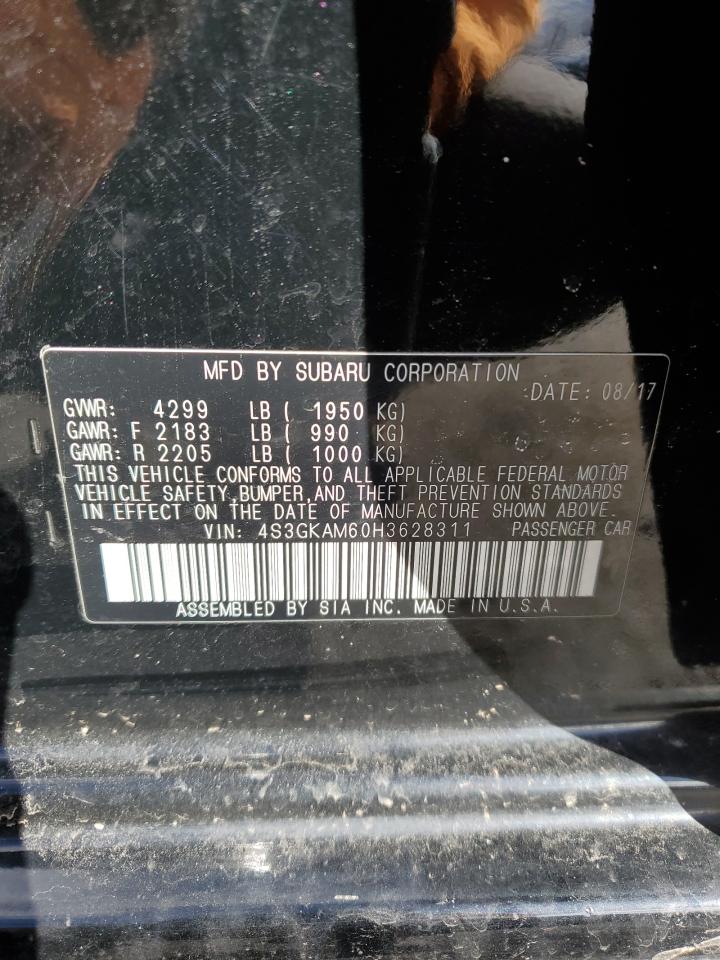 MFD BY SUBARU CORPORATION
DATE: 08/17
GVWR: 4299 LB ( 1950 KG)
GAWR: F 2183 LB ( 990 KG)
GAWR: R 2205 LB ( 1000 KG)
THIS VEHICLE CONFORMS TO ALL APPLICABLE FEDERAL MOTOR
VEHICLE SAFETY,BUMPER,AND THEFT PREVENTION STANDARDS
IN EFFECT ON THE DATE OF MANUFACTURE SHOWN ABOVE.
VIN: 4S3GKAM60H3628311 PASSENGER CAR
ASSEMBLED BY SIA INC. MADE IN U.S.A.